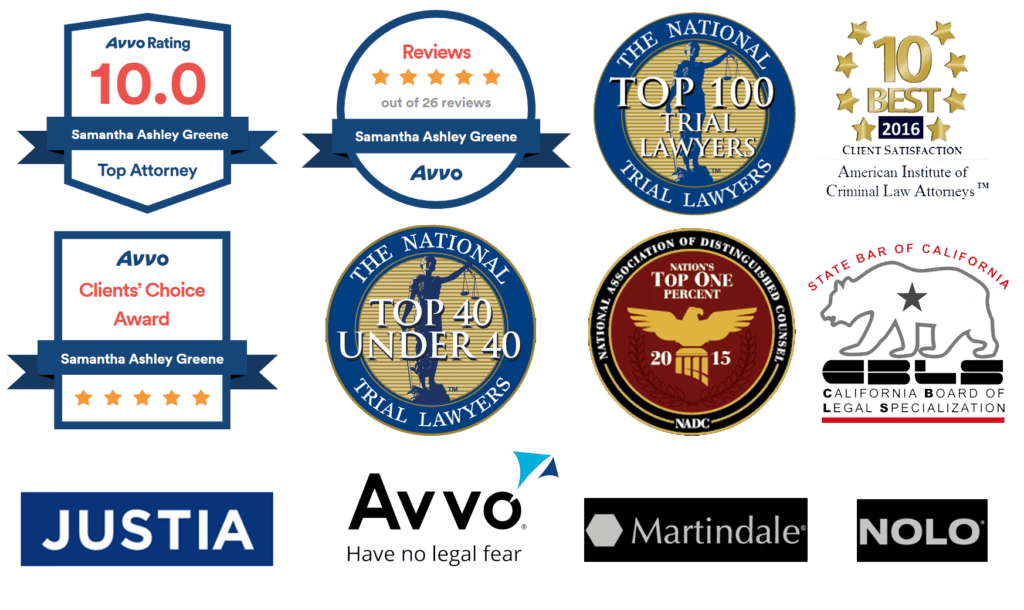 Avvo Rating
10.0
Samantha Ashley Greene
Top Attorney
Reviews
out of 26 reviews
Samantha Ashley Greene
Avvo
THE NATIONAL
TOP 100
TRIAL
LAWYERS
TM
TRIAL LAWYERS
10
BEST
2016
CLIENT SATISFACTION
American Institute of
Criminal Law Attorneys™
Avvo
Clients' Choice
Award
Samantha Ashley Greene
THE NATIONAL
TOP 40
UNDER 40
TM
TRIAL LAWYERS
NATIONAL ASSOCIATION OF DISTINGUISHED COUNSEL
NATION'S
TOP ONE
PERCENT
20 15
NADC
STATE BAR OF CALIFORNIA
CBLS
CALIFORNIA BOARD OF
LEGAL SPECIALIZATION
JUSTIA
Avvo®
Have no legal fear
Martindale®
NOLO®